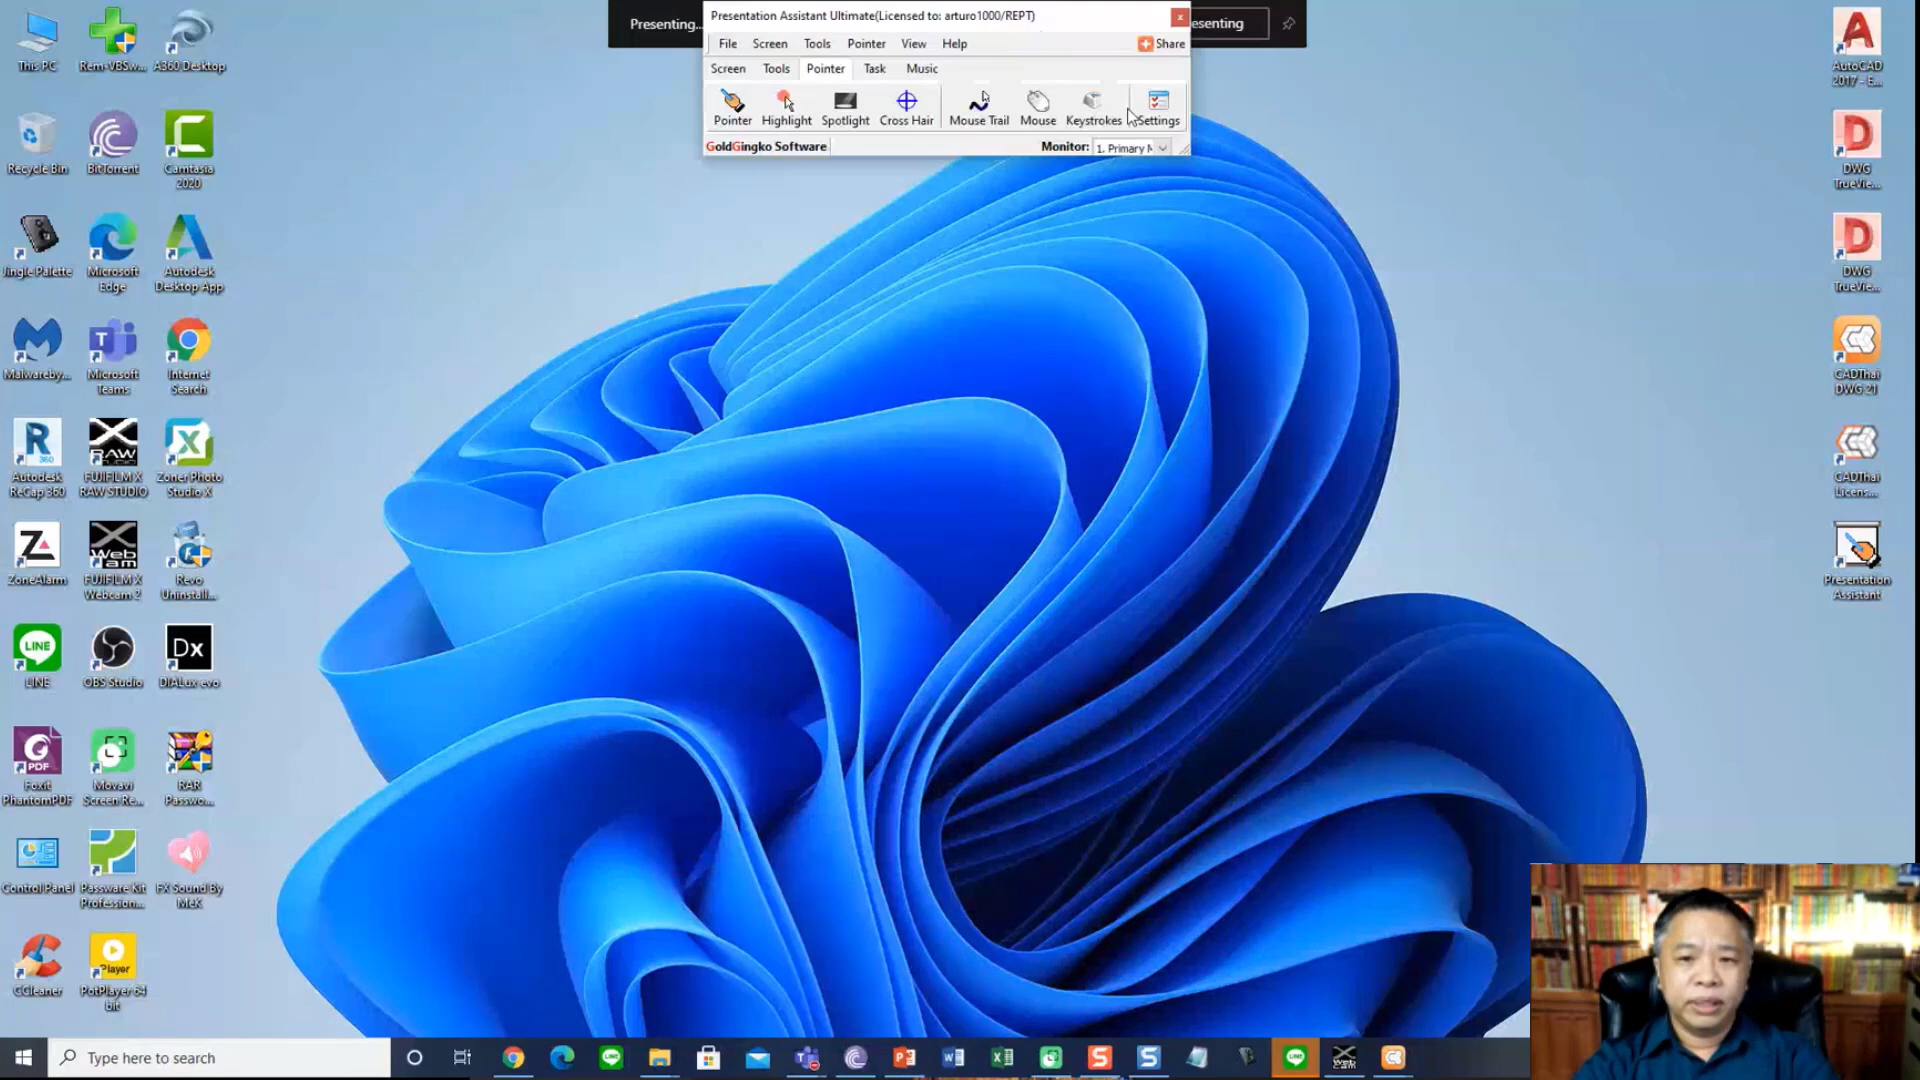 Presenting...
Presentation Assistant Ultimate(Licensed to: arturo1000/REPT)
esenting
File Screen Tools Pointer View Help Share
Screen Tools Pointer Task Music
Pointer Highlight Spotlight Cross Hair Mouse Trail Mouse Keystrokes Settings
GoldGingko Software Monitor: 1. Primary M
This PC
Rem-VBSw...
A360 Desktop
Recycle Bin
BitTorrent
Camtasia 2020
Jingle Palette
Microsoft Edge
Autodesk Desktop App
Malwareby...
Microsoft Teams
Internet Search
Autodesk ReCap 360
FUJIFILM X RAW STUDIO
Zoner Photo Studio X
ZoneAlarm
FUJIFILM X Webcam 2
Revo Uninstall...
LINE
OBS Studio
DIALux evo
Foxit PhantomPDF
Movavi Screen Re...
RAR Passwo...
Control Panel
Passware Kit Profession...
FX Sound By MeK
CCleaner
PotPlayer 64 bit
AutoCAD 2017 - E...
DWG TrueVie...
DWG TrueVie...
CADThai DWG 21
CADThai Licens...
Presentation Assistant
Type here to search